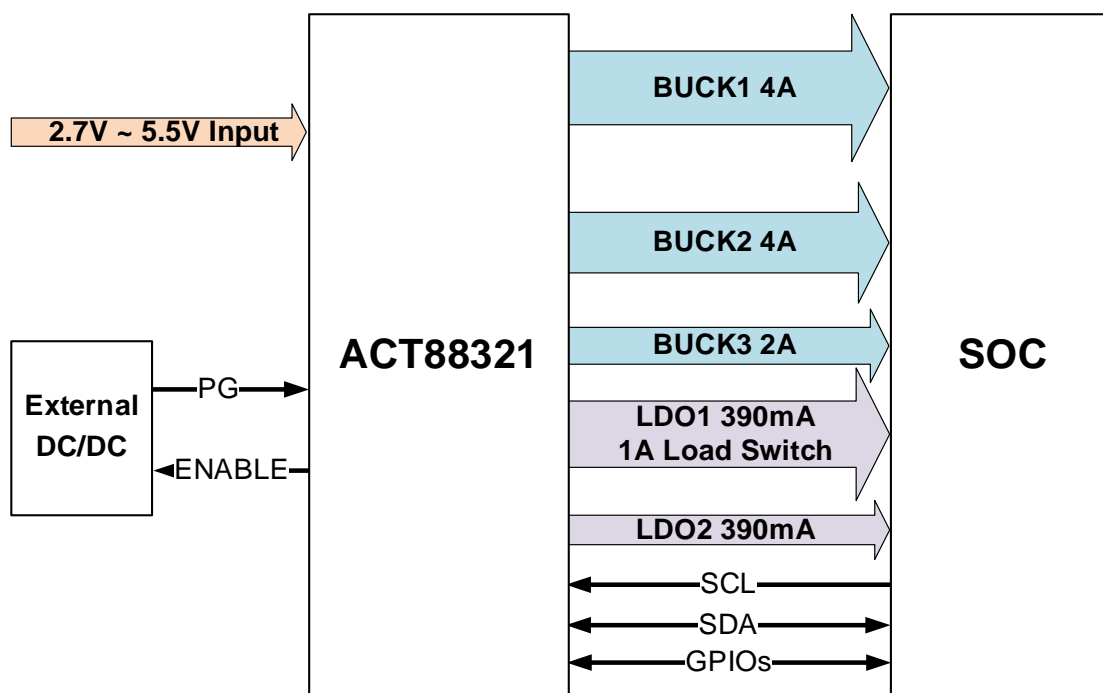 2.7V ~ 5.5V Input
External
DC/DC
PG
ENABLE
ACT88321
BUCK1 4A
BUCK2 4A
BUCK3 2A
LDO1 390mA
1A Load Switch
LDO2 390mA
SCL
SDA
GPIOs
SOC